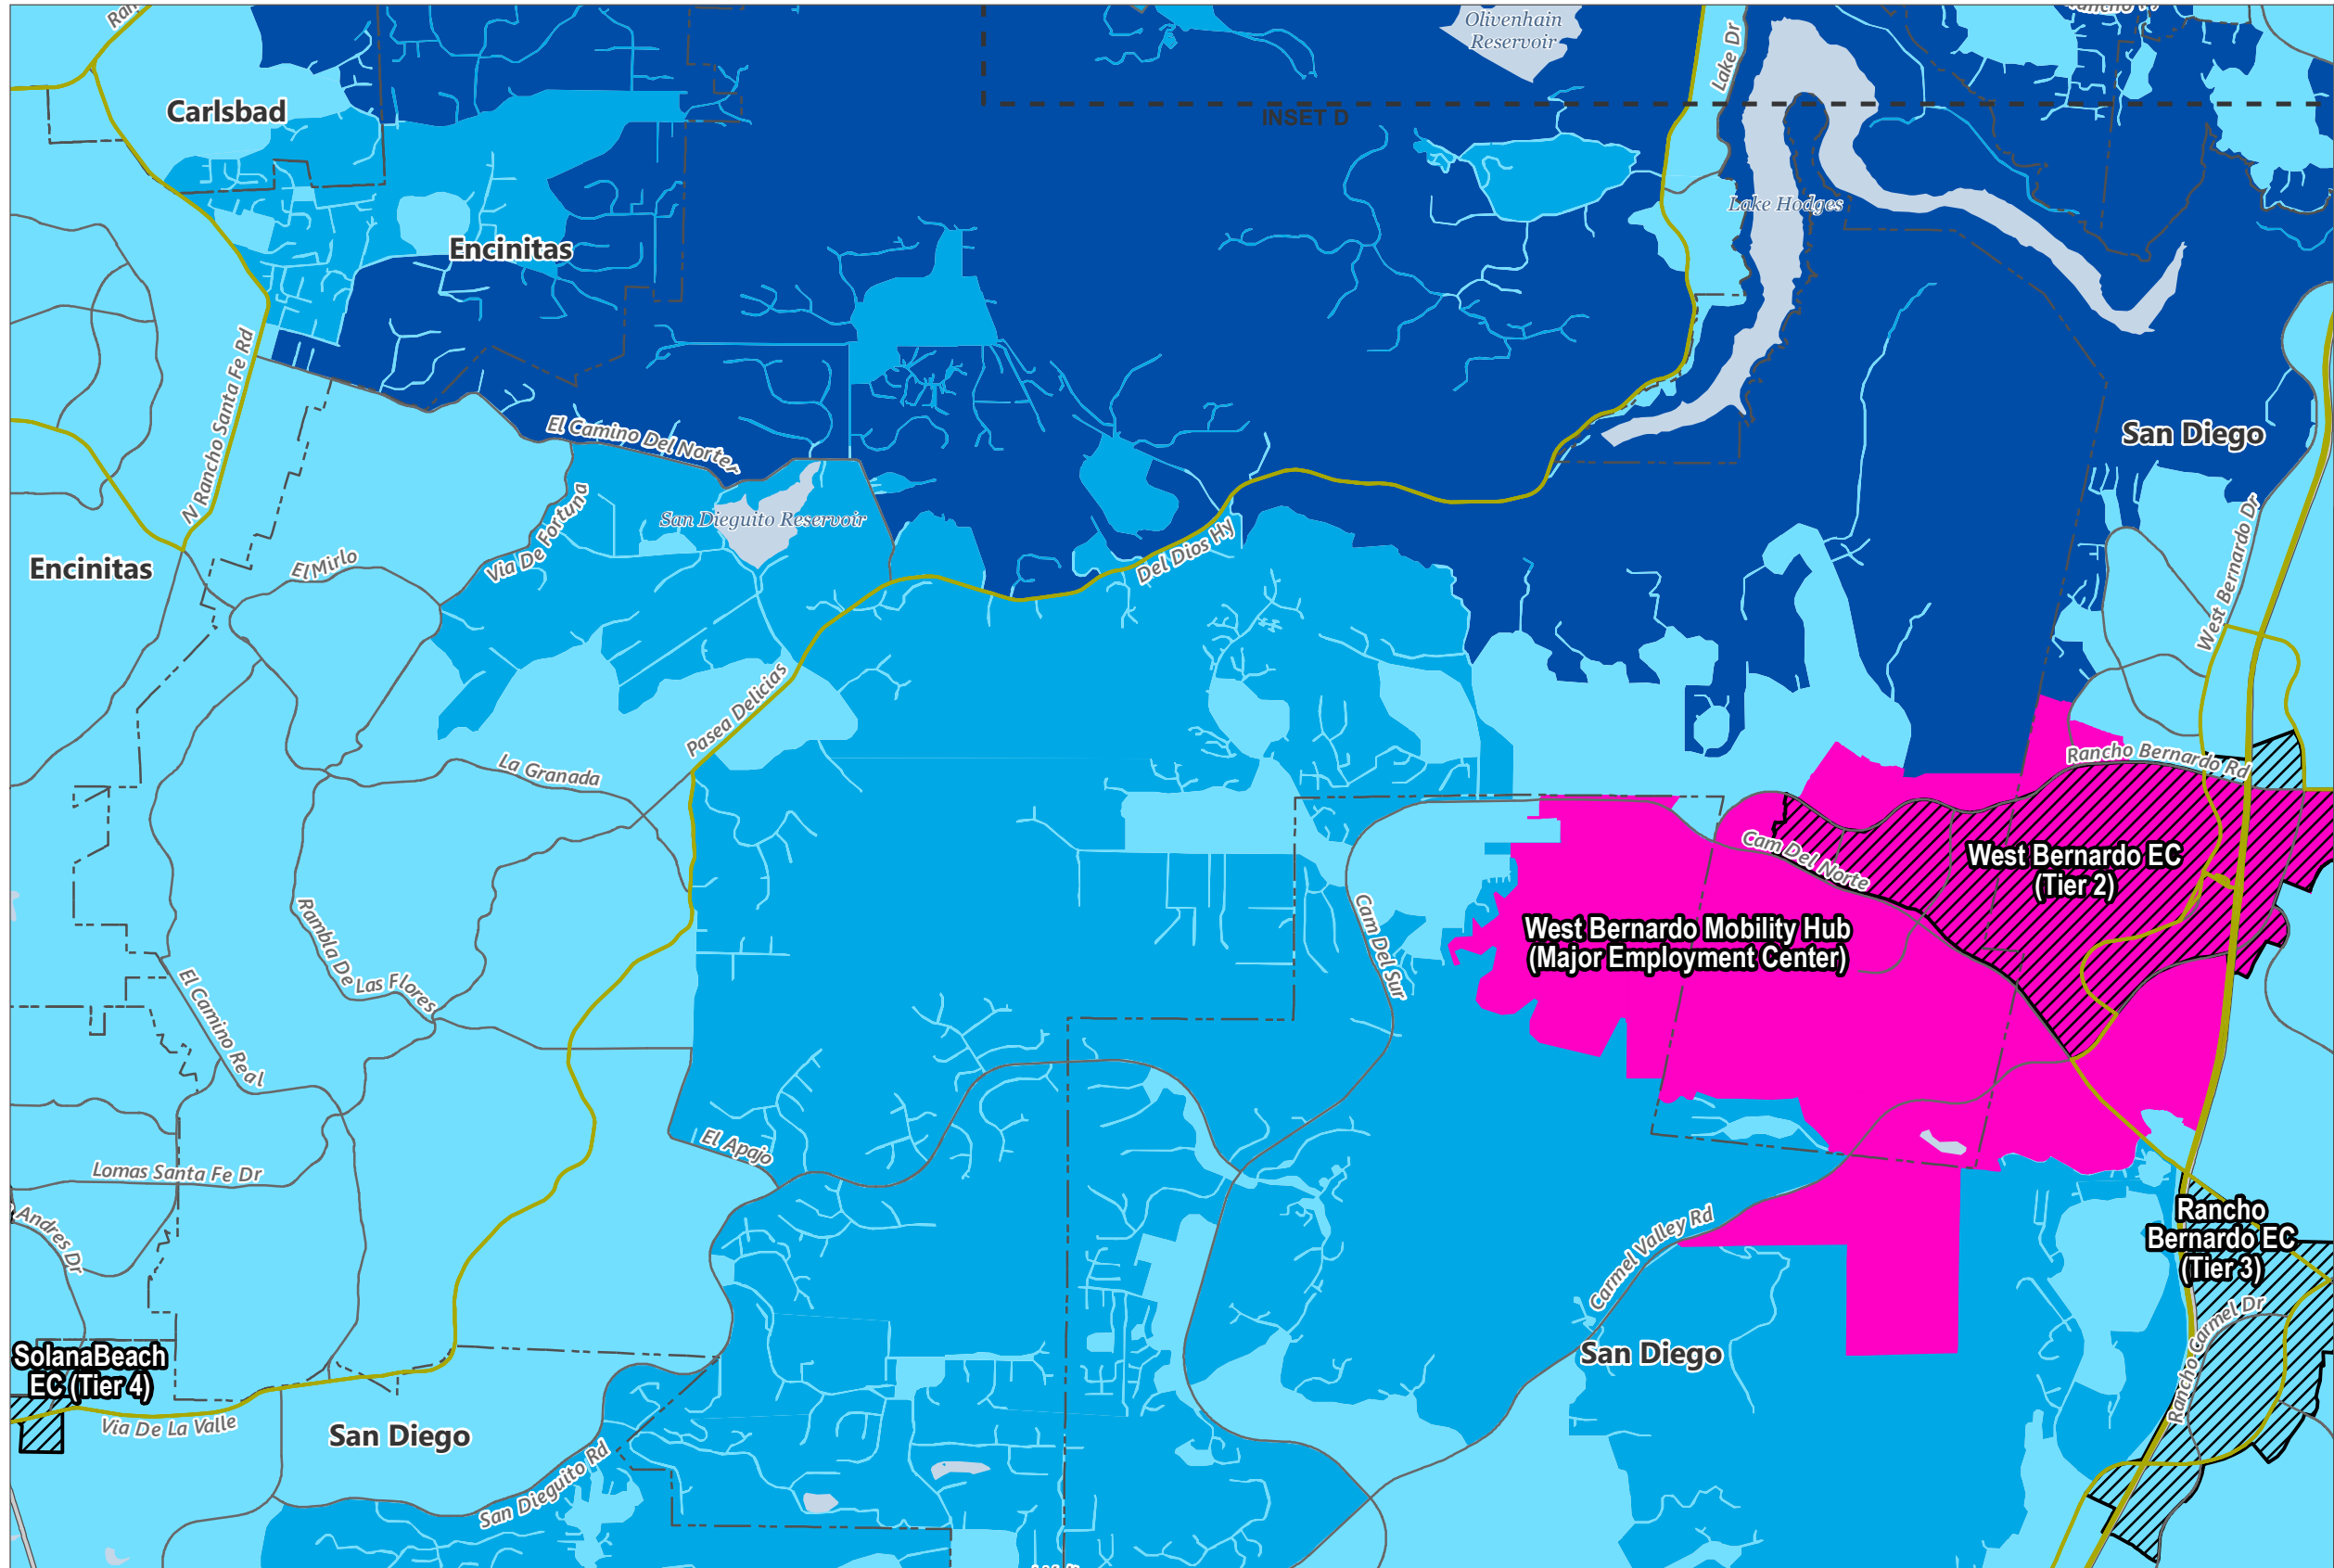 Olivenhain
Reservoir
Lake Dr
Carlsbad
INSET D
Lake Hodges
Encinitas
N Rancho Santa Fe Rd
El Camino Del Norte
San Diego
San Dieguito Reservoir
Via De Fortuna
Del Dios Hy
West Bernardo Dr
Encinitas
El Mirlo
Pasea Delicias
La Granada
Rancho Bernardo Rd
Cam Del Norte
West Bernardo EC
(Tier 2)
West Bernardo Mobility Hub
(Major Employment Center)
Cam Del Sur
Rambla De Las Flores
El Camino Real
El Apajo
Lomas Santa Fe Dr
Andres Dr
Carmel Valley Rd
Rancho
Bernardo EC
(Tier 3)
Rancho Carmel Dr
SolanaBeach
EC (Tier 4)
San Diego
Via De La Valle
San Diego
San Dieguito Rd